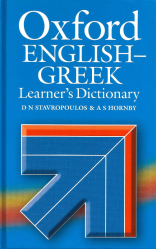 Oxford
ENGLISH–
GREEK
Learner's Dictionary
D N STAVROPOULOS & A S HORNBY